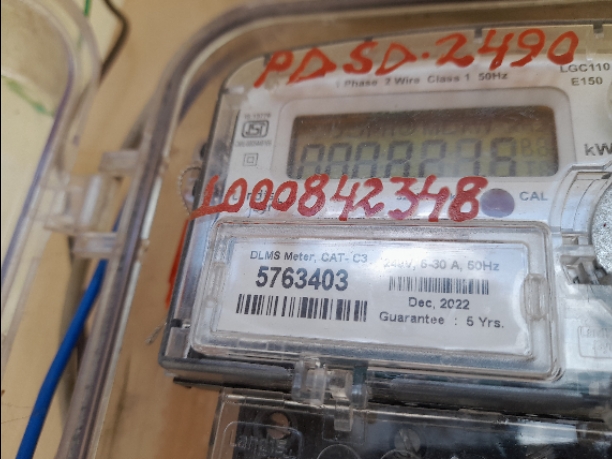 PDSD-2490
LGC110
1 Phase 2 Wire Class 1 50Hz
E150
ISI
kW
1000842348
CAL
DLMS Meter, CAT- C3
240V, 5-30 A, 50Hz
5763403
Dec, 2022
Guarantee : 5 Yrs.